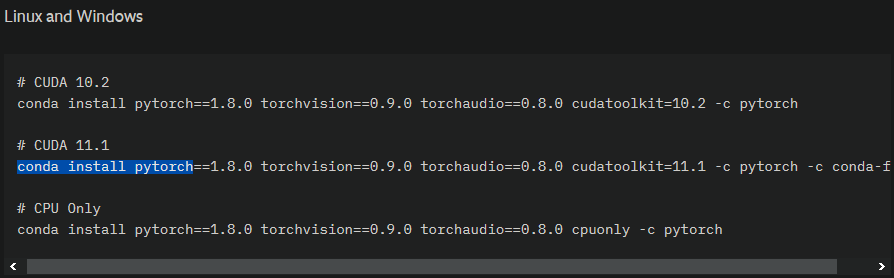 Linux and Windows
# CUDA 10.2
conda install pytorch==1.8.0 torchvision==0.9.0 torchaudio==0.8.0 cudatoolkit=10.2 -c pytorch
# CUDA 11.1
conda install pytorch==1.8.0 torchvision==0.9.0 torchaudio==0.8.0 cudatoolkit=11.1 -c pytorch -c conda-f
# CPU Only
conda install pytorch==1.8.0 torchvision==0.9.0 torchaudio==0.8.0 cpuonly -c pytorch